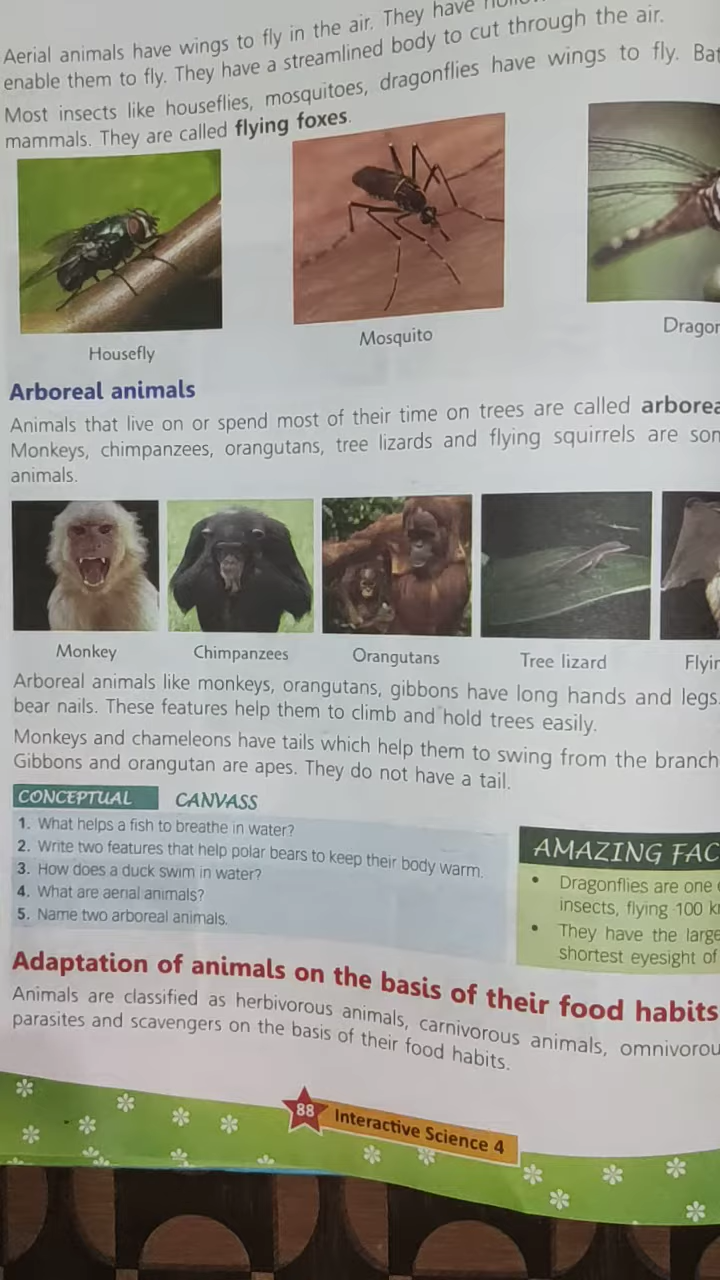 Aerial animals have wings to fly in the air. They have
enable them to fly. They have a streamlined body to cut through the air.
Most insects like houseflies, mosquitoes, dragonflies have wings to fly. Bat
mammals. They are called flying foxes.
Housefly
Mosquito
Dragon
Arboreal animals
Animals that live on or spend most of their time on trees are called arborea
Monkeys, chimpanzees, orangutans, tree lizards and flying squirrels are som
animals.
Monkey
Chimpanzees
Orangutans
Tree lizard
Flyin
Arboreal animals like monkeys, orangutans, gibbons have long hands and legs.
bear nails. These features help them to climb and hold trees easily.
Monkeys and chameleons have tails which help them to swing from the branch
Gibbons and orangutan are apes. They do not have a tail.
CONCEPTUAL CANVASS
1. What helps a fish to breathe in water?
2. Write two features that help polar bears to keep their body warm.
3. How does a duck swim in water?
4. What are aerial animals?
5. Name two arboreal animals.
AMAZING FAC
• Dragonflies are one
insects, flying 100 k
• They have the large
shortest eyesight of
Adaptation of animals on the basis of their food habits
Animals are classified as herbivorous animals, carnivorous animals, omnivorou
parasites and scavengers on the basis of their food habits.
88 Interactive Science 4